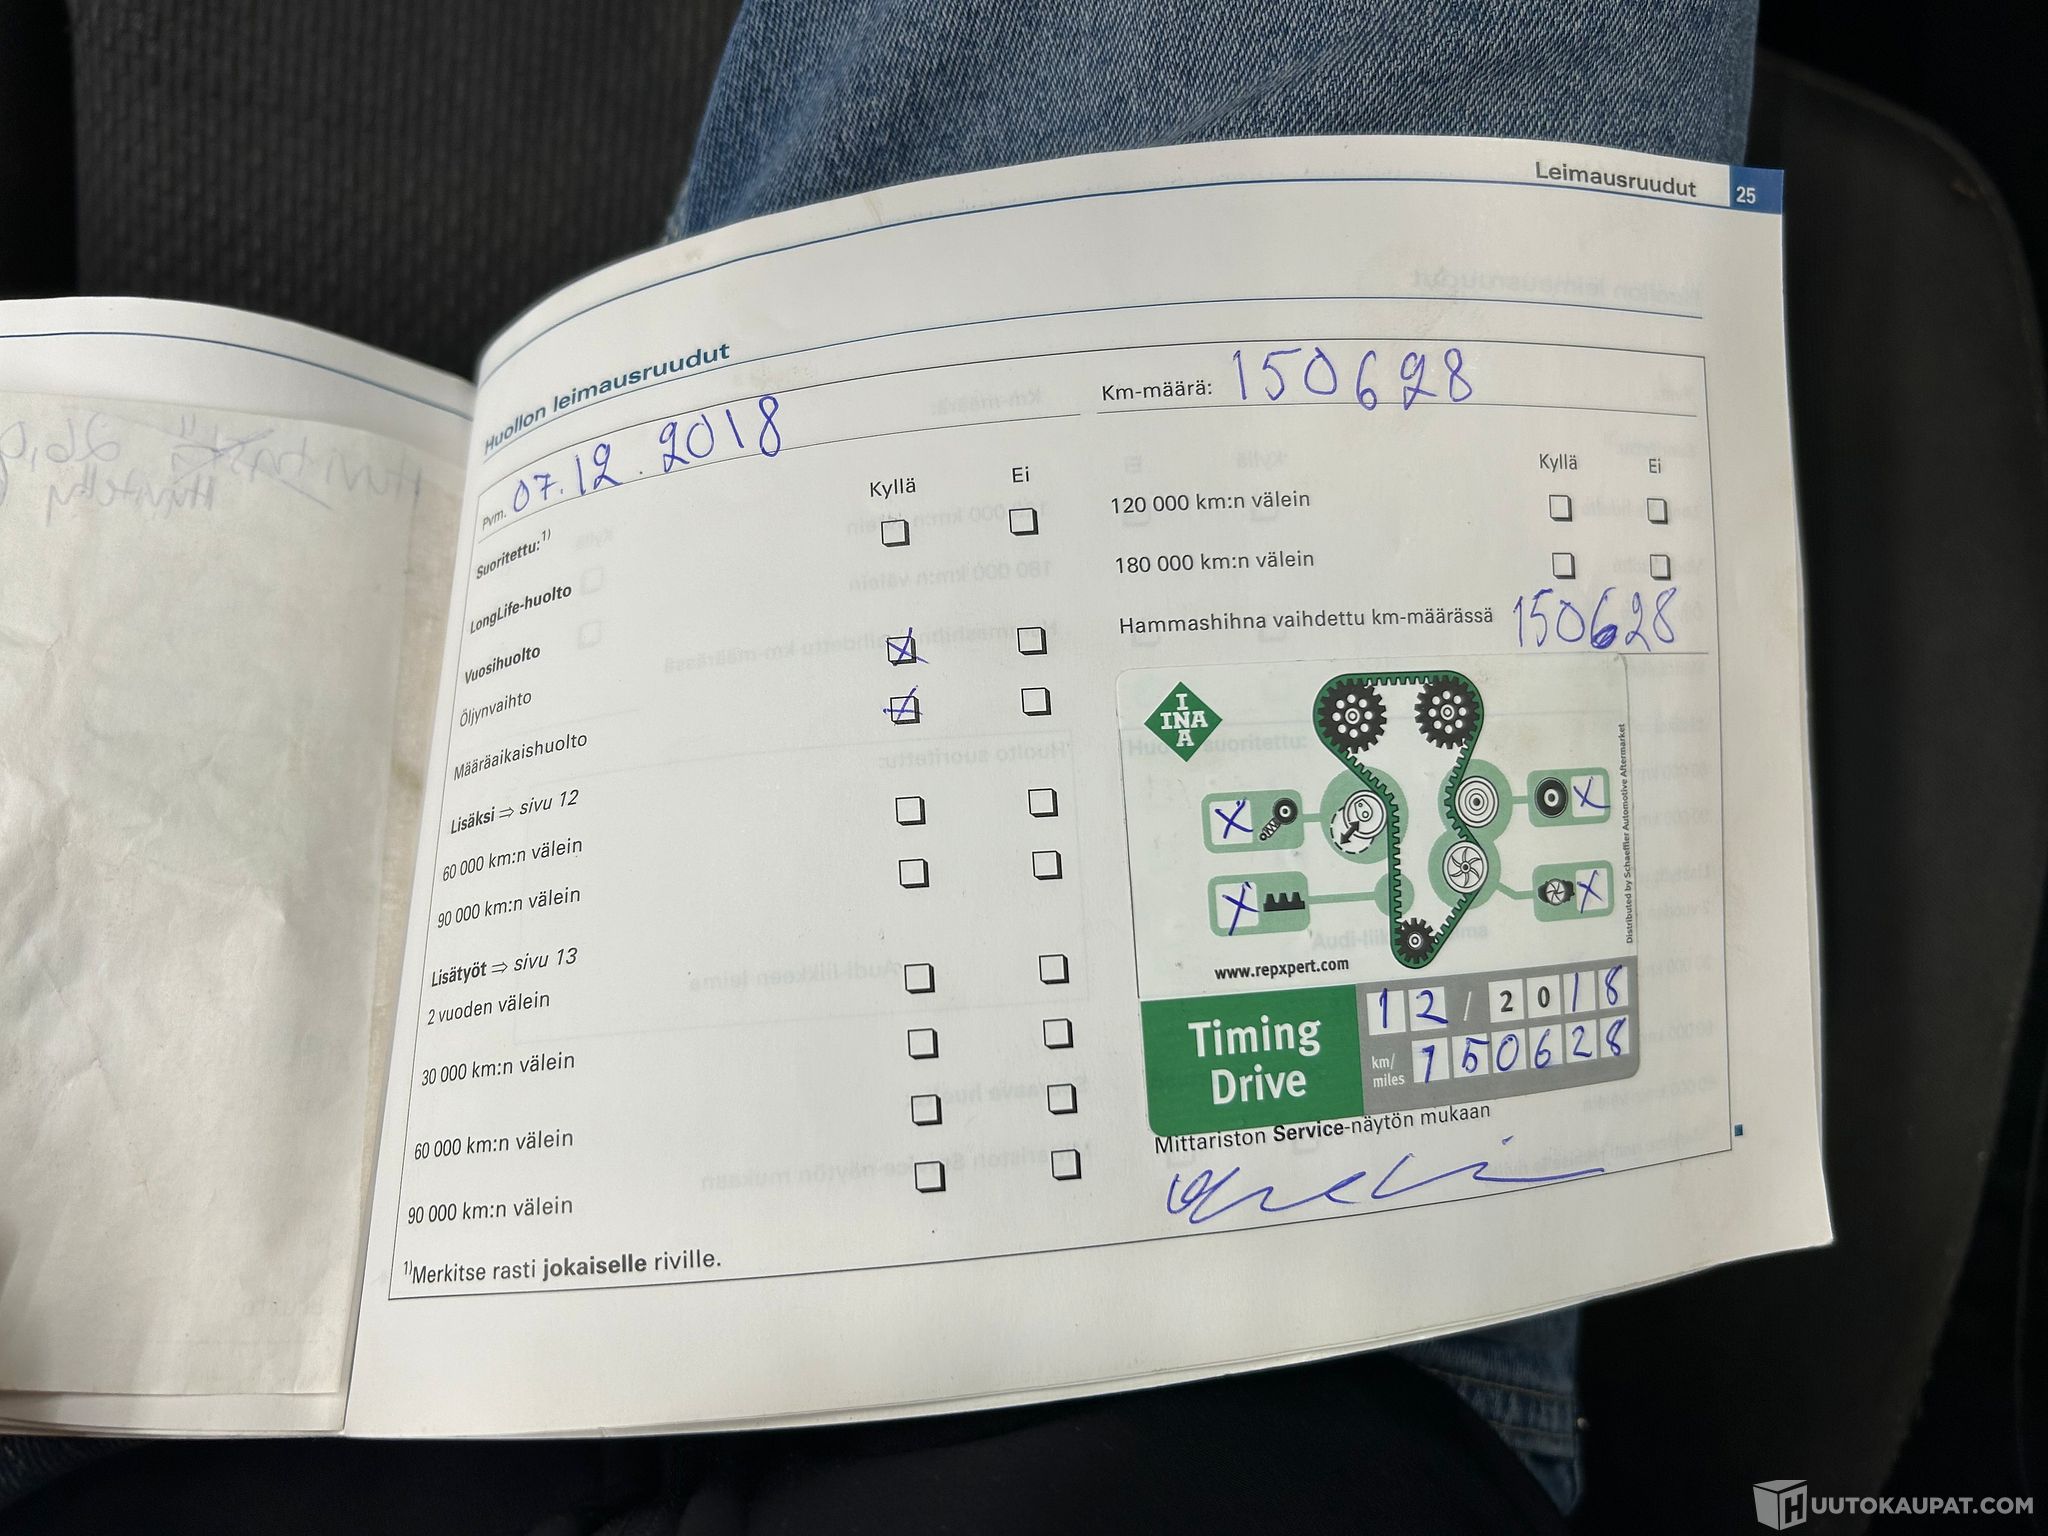 Leimausruudut 25
Huollon leimausruudut
Pvm. 07.12.2018
Km-määrä: 150628
Kyllä Ei
Suoritettu:1)
LongLife-huolto
Vuosihuolto
Öljynvaihto
Määräaikaishuolto
Lisäksi ⇒ sivu 12
60 000 km:n välein
90 000 km:n välein
Lisätyöt ⇒ sivu 13
2 vuoden välein
30 000 km:n välein
60 000 km:n välein
90 000 km:n välein
1)Merkitse rasti jokaiselle riville.
Kyllä Ei
120 000 km:n välein
180 000 km:n välein
Hammashihna vaihdettu km-määrässä 150628
INA
X X
X X
Distributed by Schaeffler Automotive Aftermarket
www.repxpert.com
Timing Drive
12 / 2018
km/miles 150628
Mittariston Service-näytön mukaan
HUUTOKAUPAT.COM